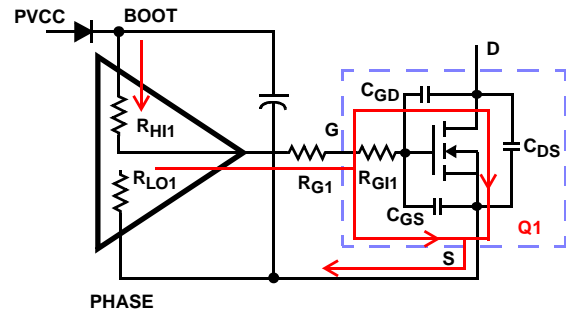 PVCC
BOOT
D
CGD
RHI1
G
CDS
RLO1
RG1
RGI1
CGS
Q1
S
PHASE